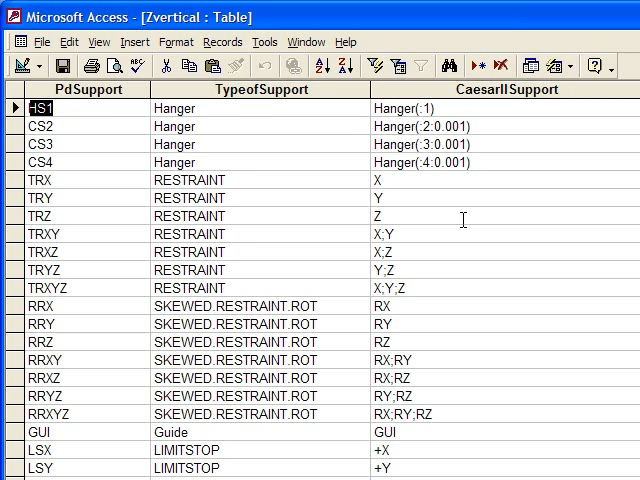 Microsoft Access - [Zvertical : Table]
File Edit View Insert Format Records Tools Window Help
PdSupport TypeofSupport CaesarIISupport
HS1 Hanger Hanger(:1)
CS2 Hanger Hanger(:2:0.001)
CS3 Hanger Hanger(:3:0.001)
CS4 Hanger Hanger(:4:0.001)
TRX RESTRAINT X
TRY RESTRAINT Y
TRZ RESTRAINT Z
TRXY RESTRAINT X;Y
TRXZ RESTRAINT X;Z
TRYZ RESTRAINT Y;Z
TRXYZ RESTRAINT X;Y;Z
RRX SKEWED.RESTRAINT.ROT RX
RRY SKEWED.RESTRAINT.ROT RY
RRZ SKEWED.RESTRAINT.ROT RZ
RRXY SKEWED.RESTRAINT.ROT RX;RY
RRXZ SKEWED.RESTRAINT.ROT RX;RZ
RRYZ SKEWED.RESTRAINT.ROT RY;RZ
RRXYZ SKEWED.RESTRAINT.ROT RX;RY;RZ
GUI Guide GUI
LSX LIMITSTOP +X
LSY LIMITSTOP +Y